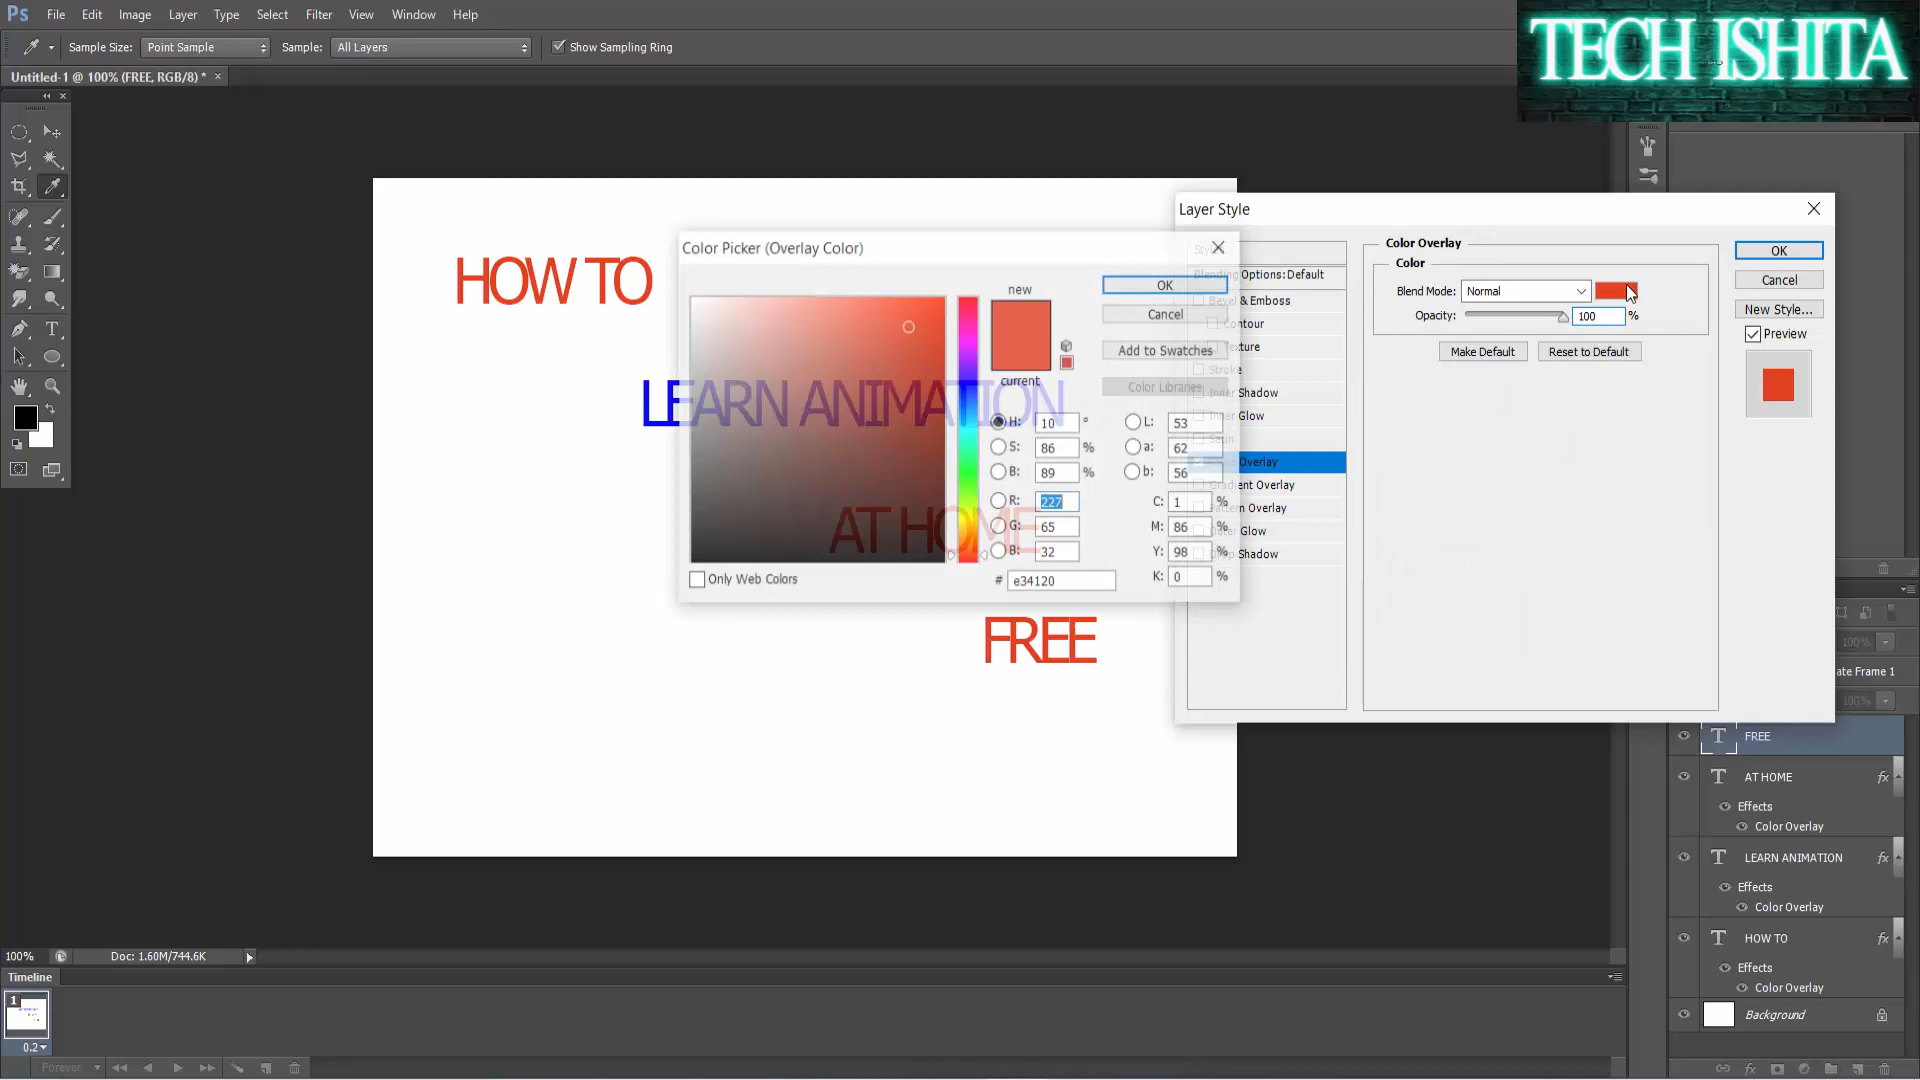 Ps File Edit Image Layer Type Select Filter View Window Help
TECH ISHITA
Sample Size: Point Sample Sample: All Layers Show Sampling Ring
Untitled-1 @ 100% (FREE, RGB/8) * ×
HOW TO
LEARN ANIMATION
AT HOME
FREE
Layer Style
Blending Options: Default
Bevel & Emboss
Contour
Texture
Stroke
Inner Shadow
Inner Glow
Satin
Overlay
Gradient Overlay
Pattern Overlay
Outer Glow
Drop Shadow
Color Overlay
Color
Blend Mode: Normal
Opacity: 100 %
Make Default Reset to Default
OK
Cancel
New Style...
Preview
Color Picker (Overlay Color)
new
current
OK
Cancel
Add to Swatches
Color Libraries
H: 10 °
S: 86 %
B: 89 %
R: 227
G: 65
B: 32
# e34120
L: 53
a: 62
b: 56
C: 1 %
M: 86 %
Y: 98 %
K: 0 %
Only Web Colors
100%
ate Frame 1
100%
T FREE
T AT HOME fx
Effects
Color Overlay
T LEARN ANIMATION fx
Effects
Color Overlay
T HOW TO fx
Effects
Color Overlay
Background
100% Doc: 1.60M/744.6K
Timeline
1
0.2
Forever
fx